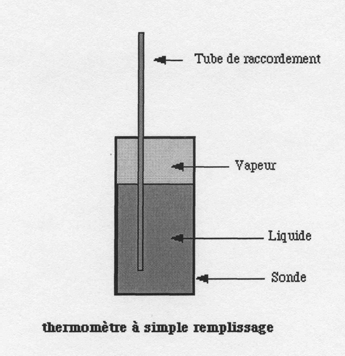 Tube de raccordement
Vapeur
Liquide
Sonde
thermomètre à simple remplissage